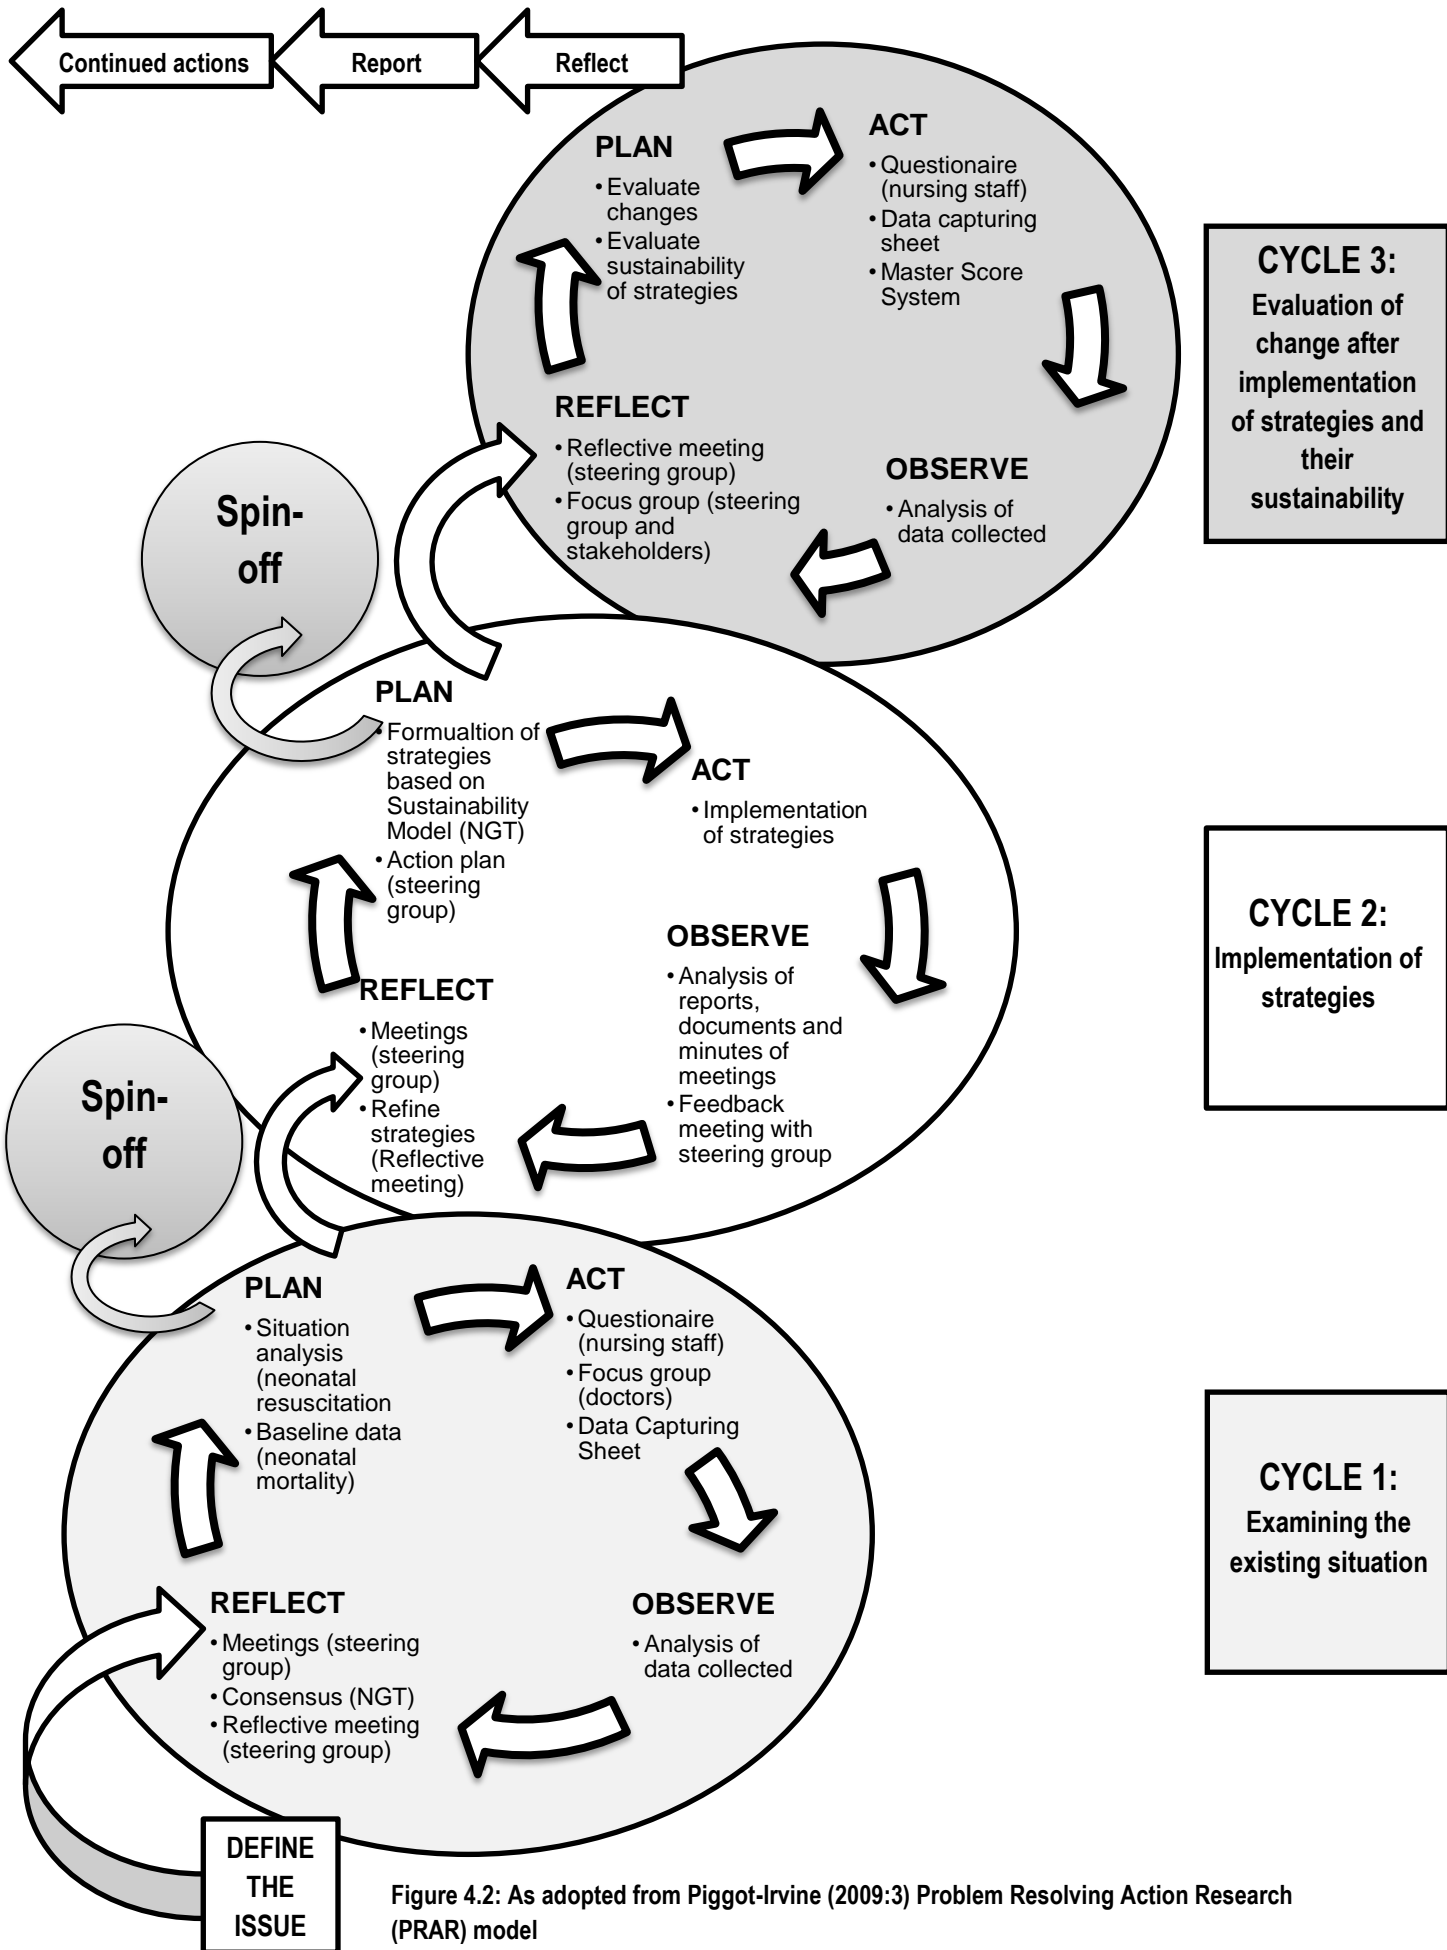 Continued actions
Report
Reflect
PLAN
• Evaluate
changes
• Evaluate
sustainability
of strategies
ACT
• Questionaire
(nursing staff)
• Data capturing
sheet
• Master Score
System
REFLECT
• Reflective meeting
(steering group)
• Focus group (steering
group and
stakeholders)
OBSERVE
• Analysis of
data collected
CYCLE 3:
Evaluation of
change after
implementation
of strategies and
their
sustainability
Spin-
off
PLAN
• Formualtion of
strategies
based on
Sustainability
Model (NGT)
• Action plan
(steering
group)
ACT
• Implementation
of strategies
OBSERVE
• Analysis of
reports,
documents and
minutes of
meetings
• Feedback
meeting with
steering group
REFLECT
• Meetings
(steering
group)
• Refine
strategies
(Reflective
meeting)
CYCLE 2:
Implementation of
strategies
Spin-
off
PLAN
• Situation
analysis
(neonatal
resuscitation
• Baseline data
(neonatal
mortality)
ACT
• Questionaire
(nursing staff)
• Focus group
(doctors)
• Data Capturing
Sheet
REFLECT
• Meetings (steering
group)
• Consensus (NGT)
• Reflective meeting
(steering group)
OBSERVE
• Analysis of
data collected
CYCLE 1:
Examining the
existing situation
DEFINE
THE
ISSUE
Figure 4.2: As adopted from Piggot-Irvine (2009:3) Problem Resolving Action Research
(PRAR) model